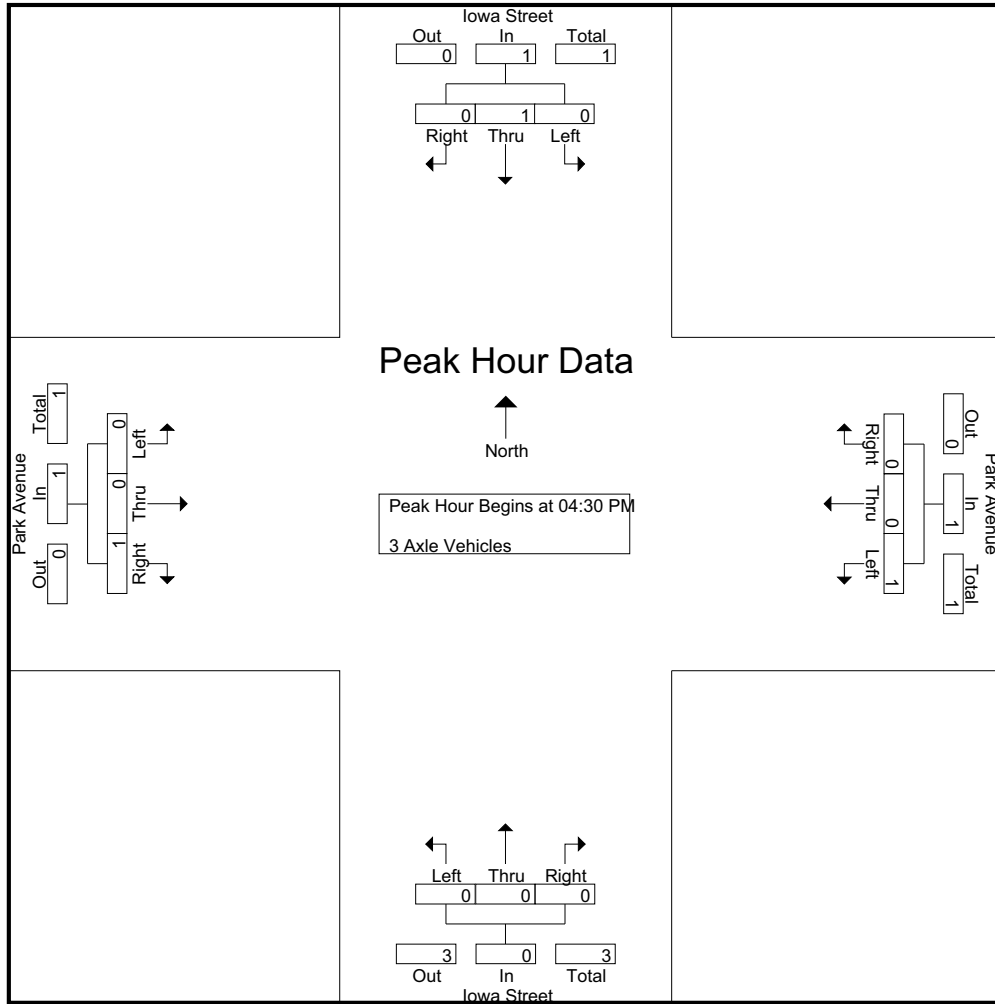 Iowa Street
Out In Total
0 1 1
0 1 0
Right Thru Left
Peak Hour Data
North
Peak Hour Begins at 04:30 PM
3 Axle Vehicles
Park Avenue
Out In Total
0 1 1
Right Thru Left
1 0 0
Park Avenue
Out In Total
0 1 1
Right Thru Left
0 0 1
Left Thru Right
0 0 0
3 0 3
Out In Total
Iowa Street